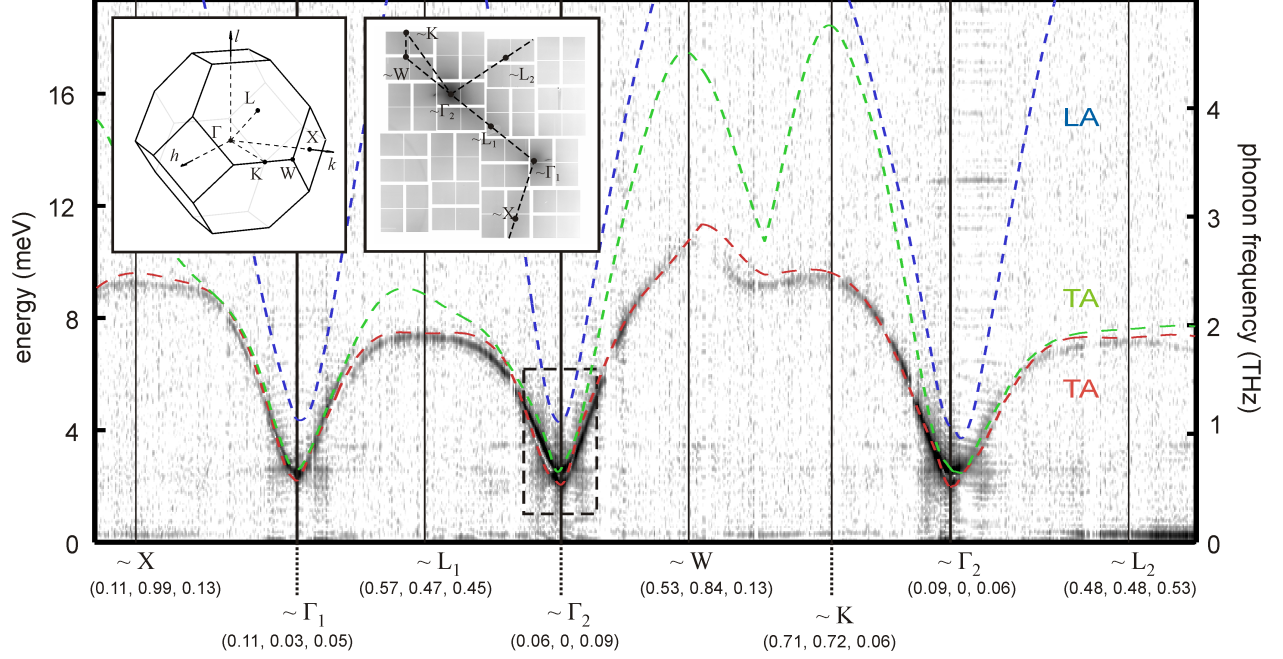 energy (meV)
16
12
8
4
0
l
L
Γ
X
h
k
K
W
~K
~W
~L₂
~Γ₂
~L₁
~Γ₁
~X
LA
TA
TA
4
3
2
1
0
phonon frequency (THz)
~ X
(0.11, 0.99, 0.13)
~ Γ₁
(0.11, 0.03, 0.05)
~ L₁
(0.57, 0.47, 0.45)
~ Γ₂
(0.06, 0, 0.09)
~ W
(0.53, 0.84, 0.13)
~ K
(0.71, 0.72, 0.06)
~ Γ₂
(0.09, 0, 0.06)
~ L₂
(0.48, 0.48, 0.53)